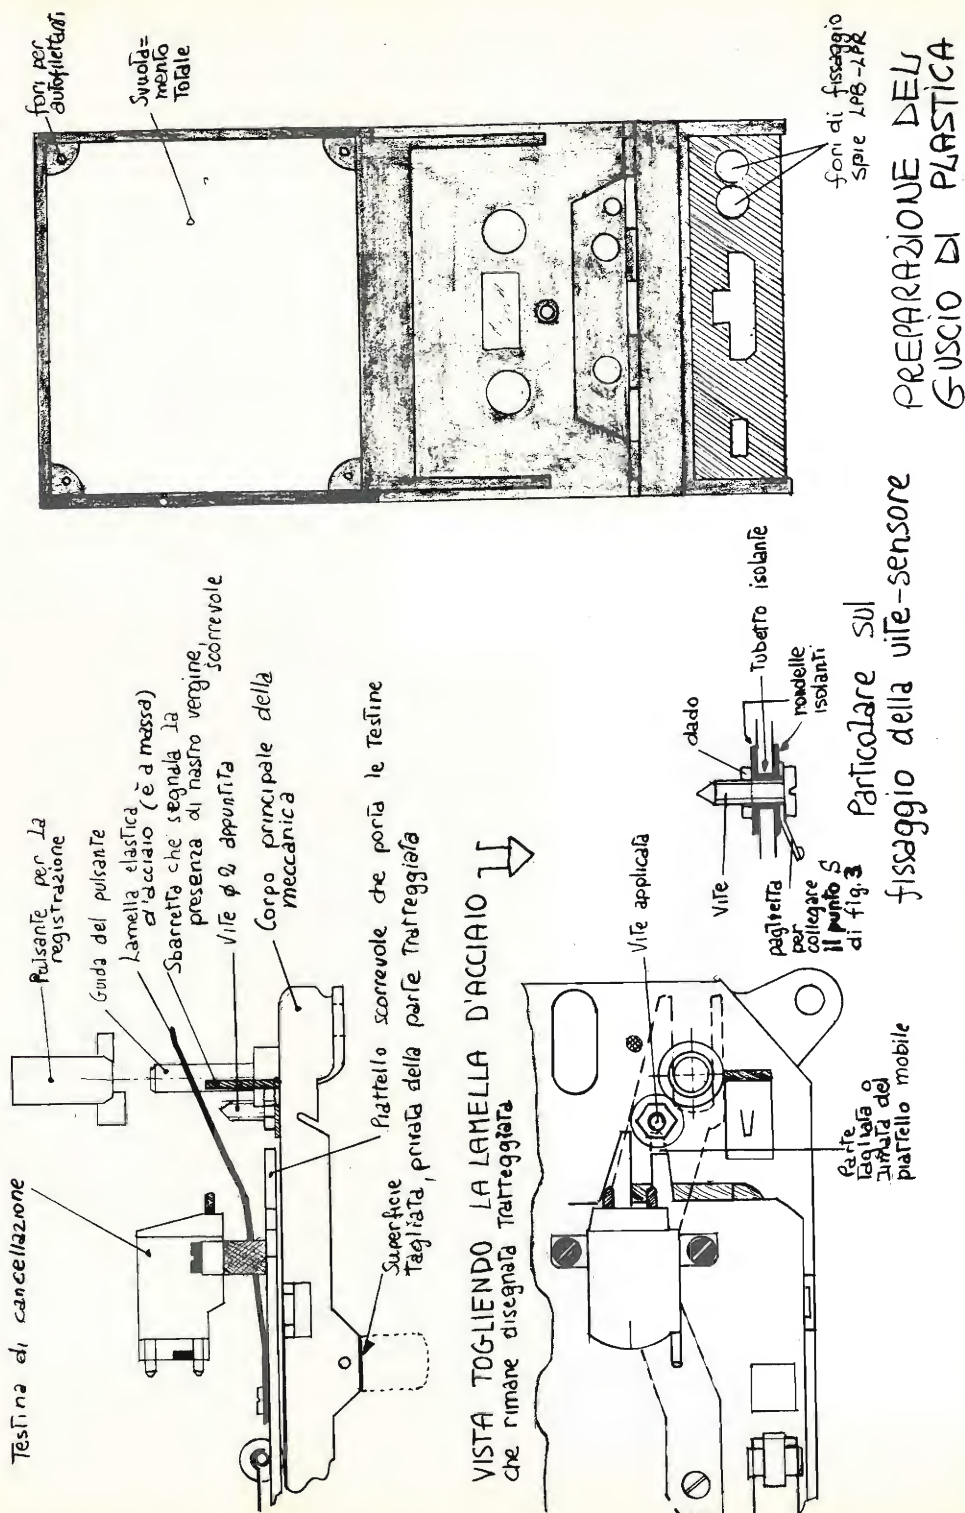 Testina di cancellazione
Pulsante per la
registrazione
Guida del pulsante
Lamella elastica
d'acciaio (è a massa)
Sbarretta che segnala la
presenza di nastro vergine,
scorrevole
Vite φ 2 appuntita
Corpo principale della
meccanica
Piattello scorrevole che porta le Testine
Superficie
Tagliata, privata della parte Tratteggiata
fori per
autofilettanti
Svuota=
mento
Totale
VISTA TOGLIENDO LA LAMELLA D'ACCIAIO
che rimane disegnata Tratteggiata
Vite applicata
Parte
Tagliata o
limata del
piattello mobile
dado
Vite
Tubetto isolante
rondelle
isolanti
paglietta
per
collegare
il punto S
di fig. 3
Particolare sul
fissaggio della vite-sensore
fori di fissaggio
spie LPB-LPR
PREPARAZIONE DEL
GUSCIO DI PLASTICA